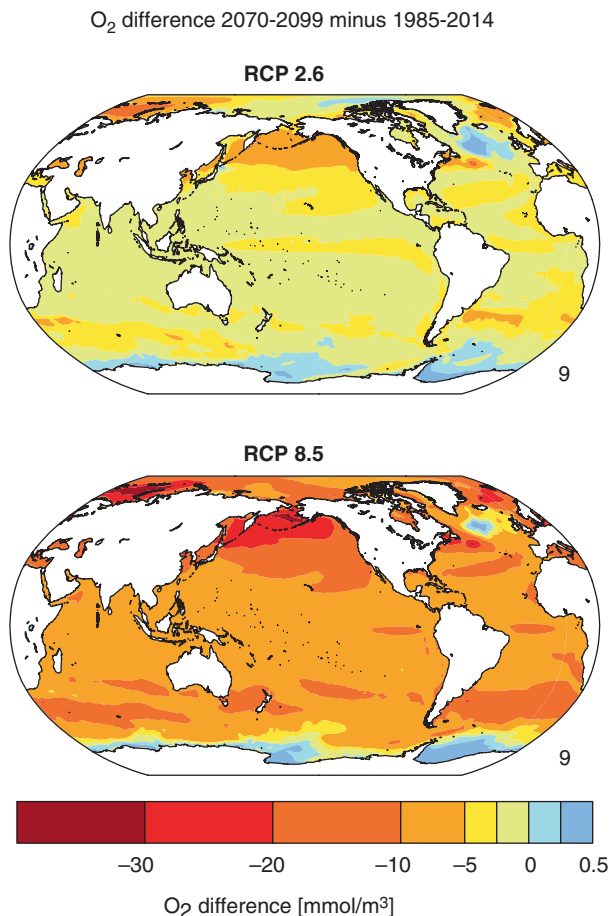 O₂ difference 2070-2099 minus 1985-2014
RCP 2.6
9
RCP 8.5
9
–30 –20 –10 –5 0 0.5
O₂ difference [mmol/m³]